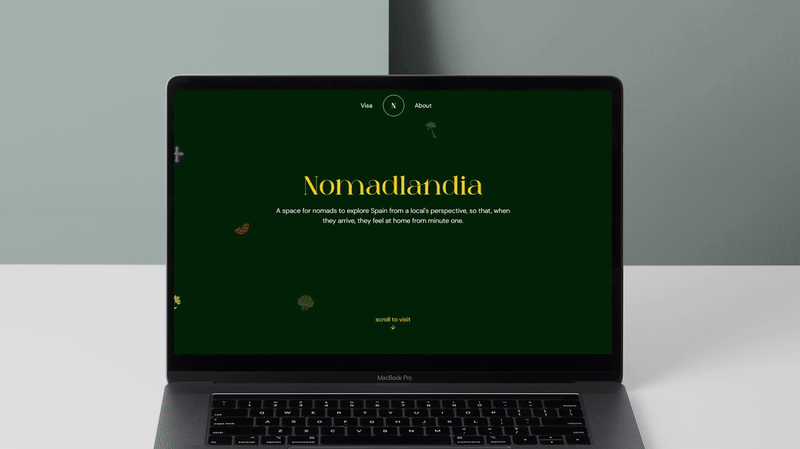 Visa N About
Nomadlandia
A space for nomads to explore Spain from a local's perspective, so that, when
they arrive, they feel at home from minute one.
scroll to visit
MacBook Pro
Q W E R T Y U I O P
A S D F G H J K L
Z X C V B N M